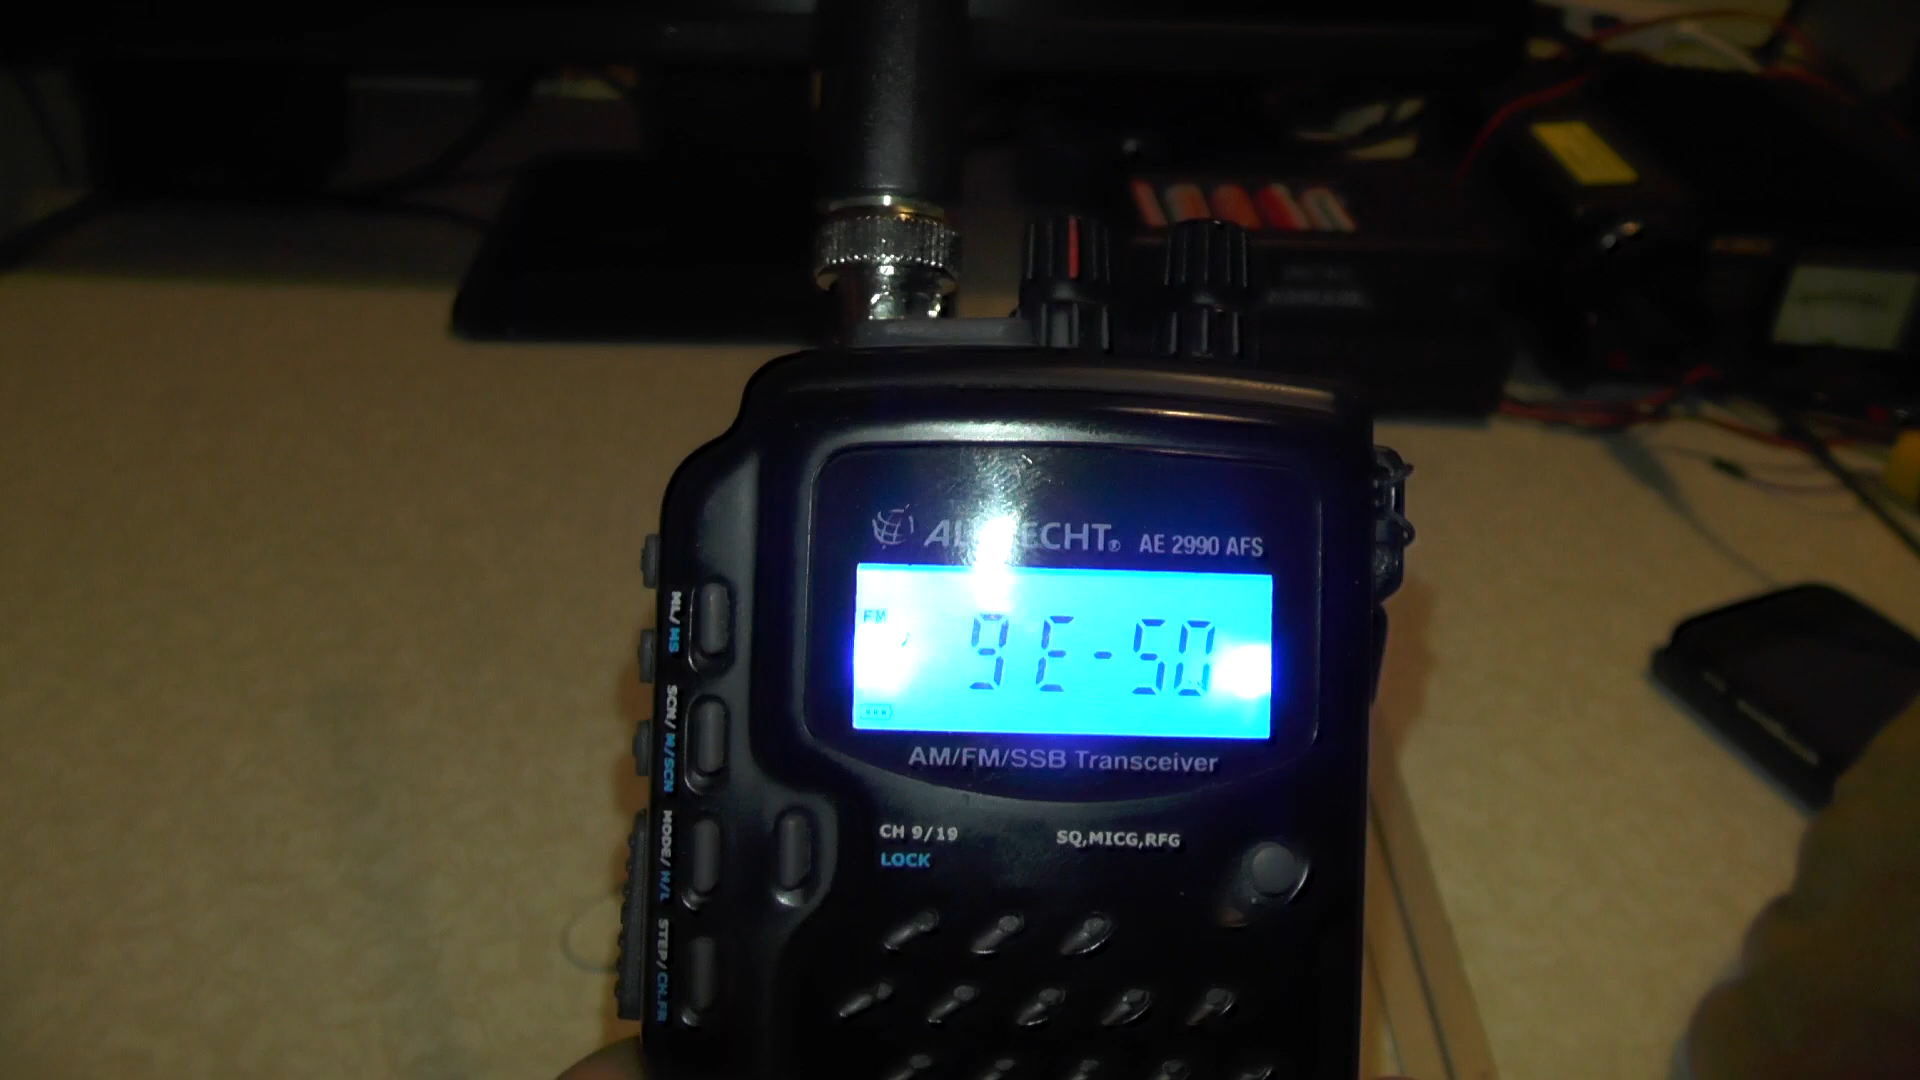 ALBRECHT® AE 2990 AFS
FM
9E-50
AM/FM/SSB Transceiver
ML/MS
SCN/M/SCN
MODE/H/L
STEP/CH.FR
CH 9/19
LOCK
SQ,MICG,RFG